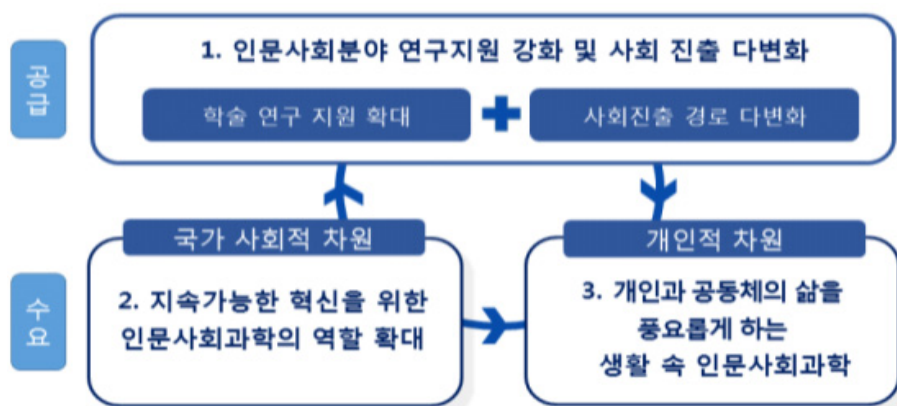 공급
1. 인문사회분야 연구지원 강화 및 사회 진출 다변화
학술 연구 지원 확대
사회진출 경로 다변화
국가 사회적 차원
개인적 차원
수요
2. 지속가능한 혁신을 위한
인문사회과학의 역할 확대
3. 개인과 공동체의 삶을
풍요롭게 하는
생활 속 인문사회과학